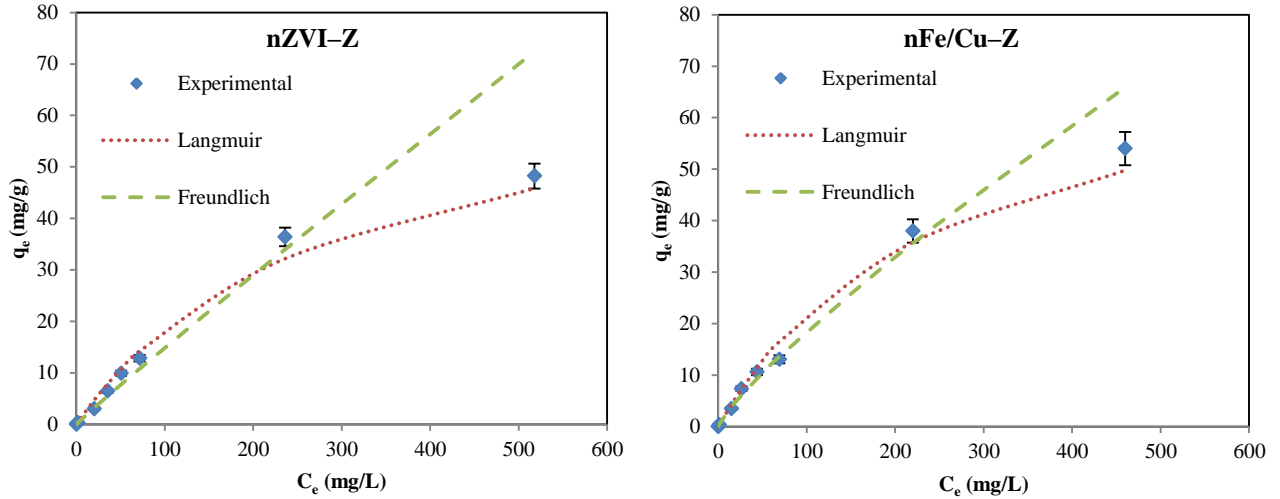 nZVI–Z
Experimental
Langmuir
Freundlich
80
70
60
50
40
30
20
10
0
0 100 200 300 400 500 600
qe (mg/g)
Ce (mg/L)
nFe/Cu–Z
Experimental
Langmuir
Freundlich
80
70
60
50
40
30
20
10
0
0 100 200 300 400 500 600
qe (mg/g)
Ce (mg/L)